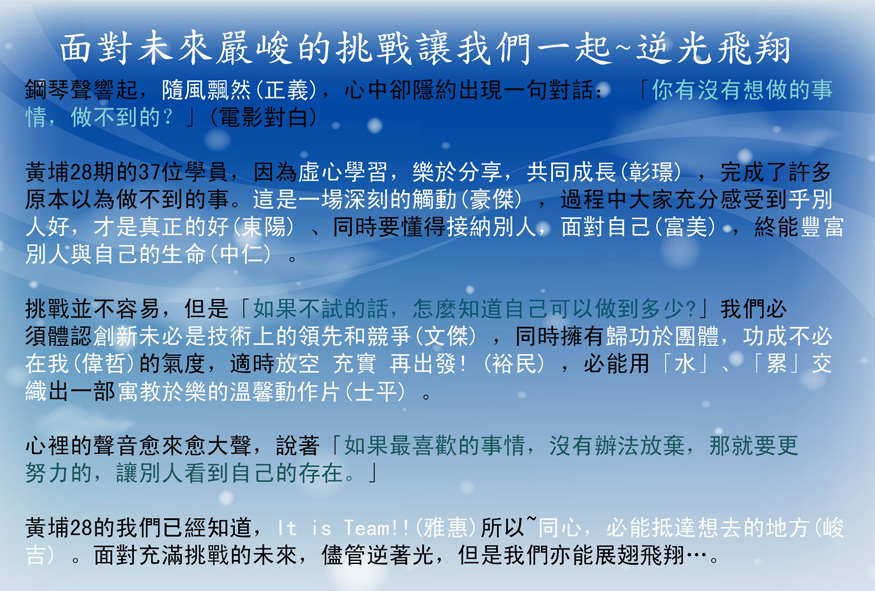 面對未來嚴峻的挑戰讓我們一起~逆光飛翔
鋼琴聲響起，隨風飄然(正義)，心中卻隱約出現一句對話： 「你有沒有想做的事
情，做不到的？」(電影對白)
黃埔28期的37位學員，因為虛心學習，樂於分享，共同成長(彰璟) ，完成了許多
原本以為做不到的事。這是一場深刻的觸動(豪傑) ，過程中大家充分感受到乎別
人好，才是真正的好(東陽) 、同時要懂得接納別人，面對自己(富美) ，終能豐富
別人與自己的生命(中仁) 。
挑戰並不容易，但是「如果不試的話，怎麼知道自己可以做到多少?」我們必
須體認創新未必是技術上的領先和競爭(文傑) ，同時擁有歸功於團體，功成不必
在我(偉哲)的氣度，適時放空 充實 再出發! (裕民) ，必能用「水」、「累」交
織出一部寓教於樂的溫馨動作片(士平) 。
心裡的聲音愈來愈大聲，說著「如果最喜歡的事情，沒有辦法放棄，那就要更
努力的，讓別人看到自己的存在。」
黃埔28的我們已經知道，It is Team!!(雅惠)所以~同心，必能抵達想去的地方(峻
吉) 。面對充滿挑戰的未來，儘管逆著光，但是我們亦能展翅飛翔…。